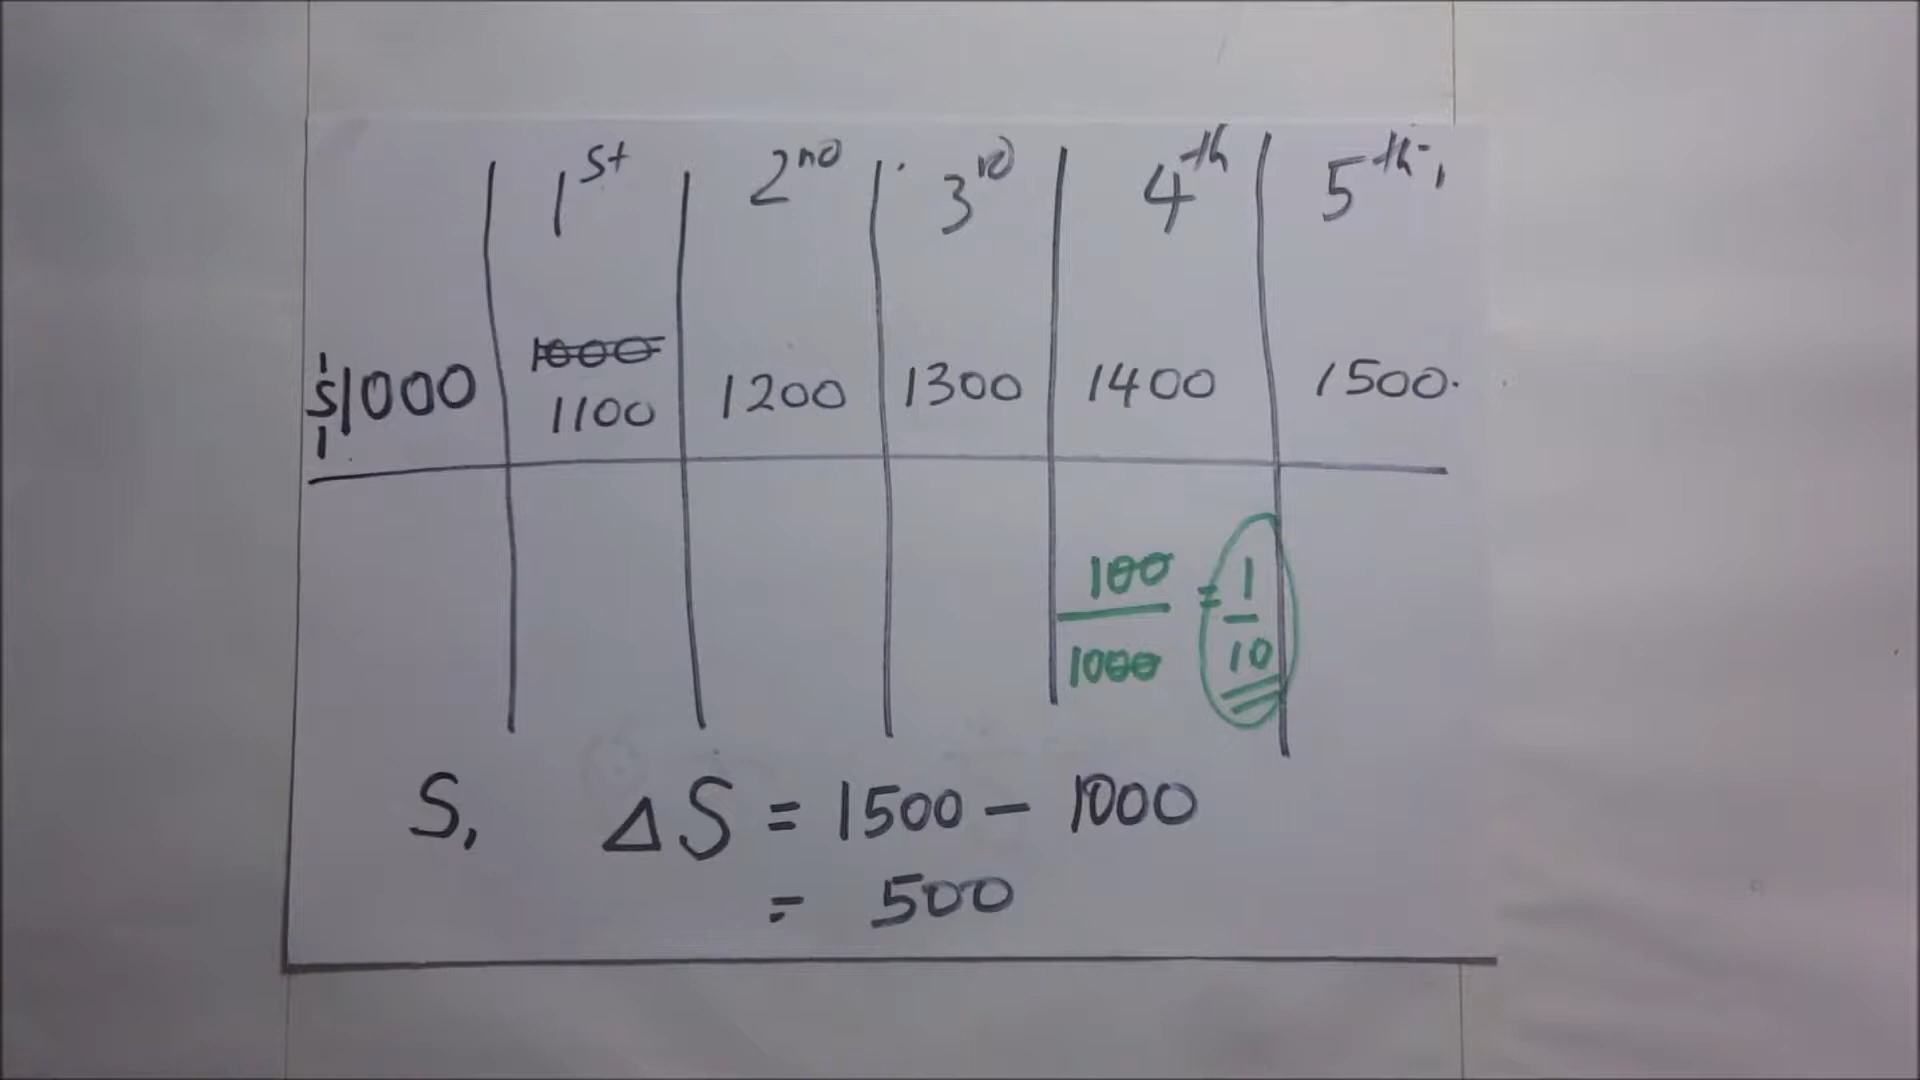 1st 2nd 3rd 4th 5th
1000
$1000 1100 1200 1300 1400 1500
100/1000 = 1/10
S, ΔS = 1500 - 1000
= 500